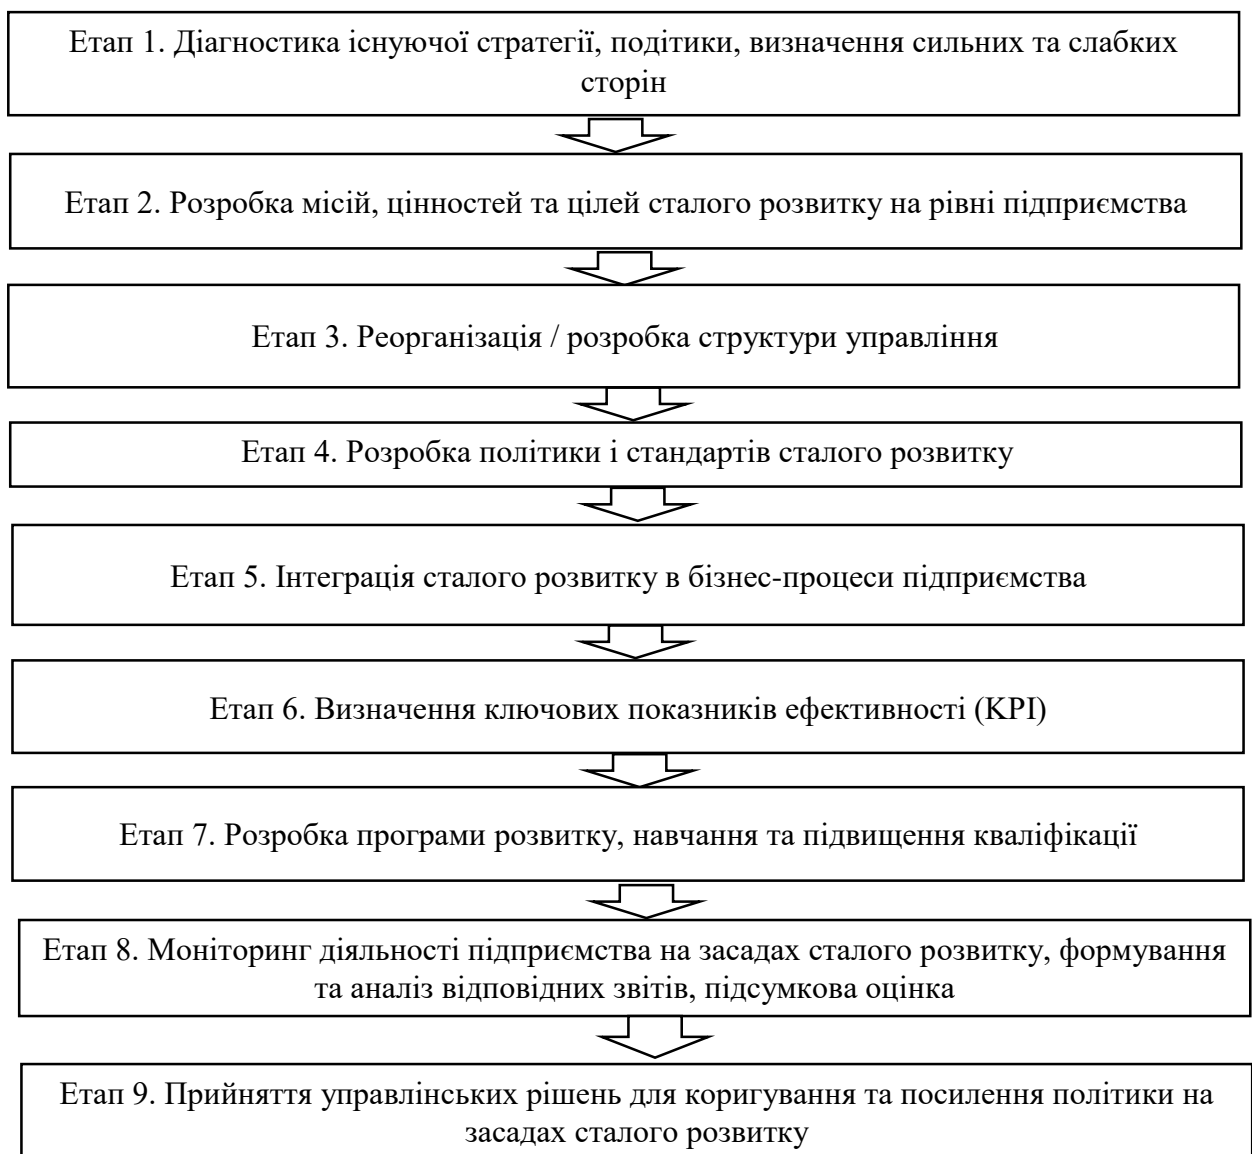 Етап 1. Діагностика існуючої стратегії, подітики, визначення сильних та слабких
сторін
Етап 2. Розробка місій, цінностей та цілей сталого розвитку на рівні підприємства
Етап 3. Реорганізація / розробка структури управління
Етап 4. Розробка політики і стандартів сталого розвитку
Етап 5. Інтеграція сталого розвитку в бізнес-процеси підприємства
Етап 6. Визначення ключових показників ефективності (KPI)
Етап 7. Розробка програми розвитку, навчання та підвищення кваліфікації
Етап 8. Моніторинг діяльності підприємства на засадах сталого розвитку, формування
та аналіз відповідних звітів, підсумкова оцінка
Етап 9. Прийняття управлінських рішень для коригування та посилення політики на
засадах сталого розвитку